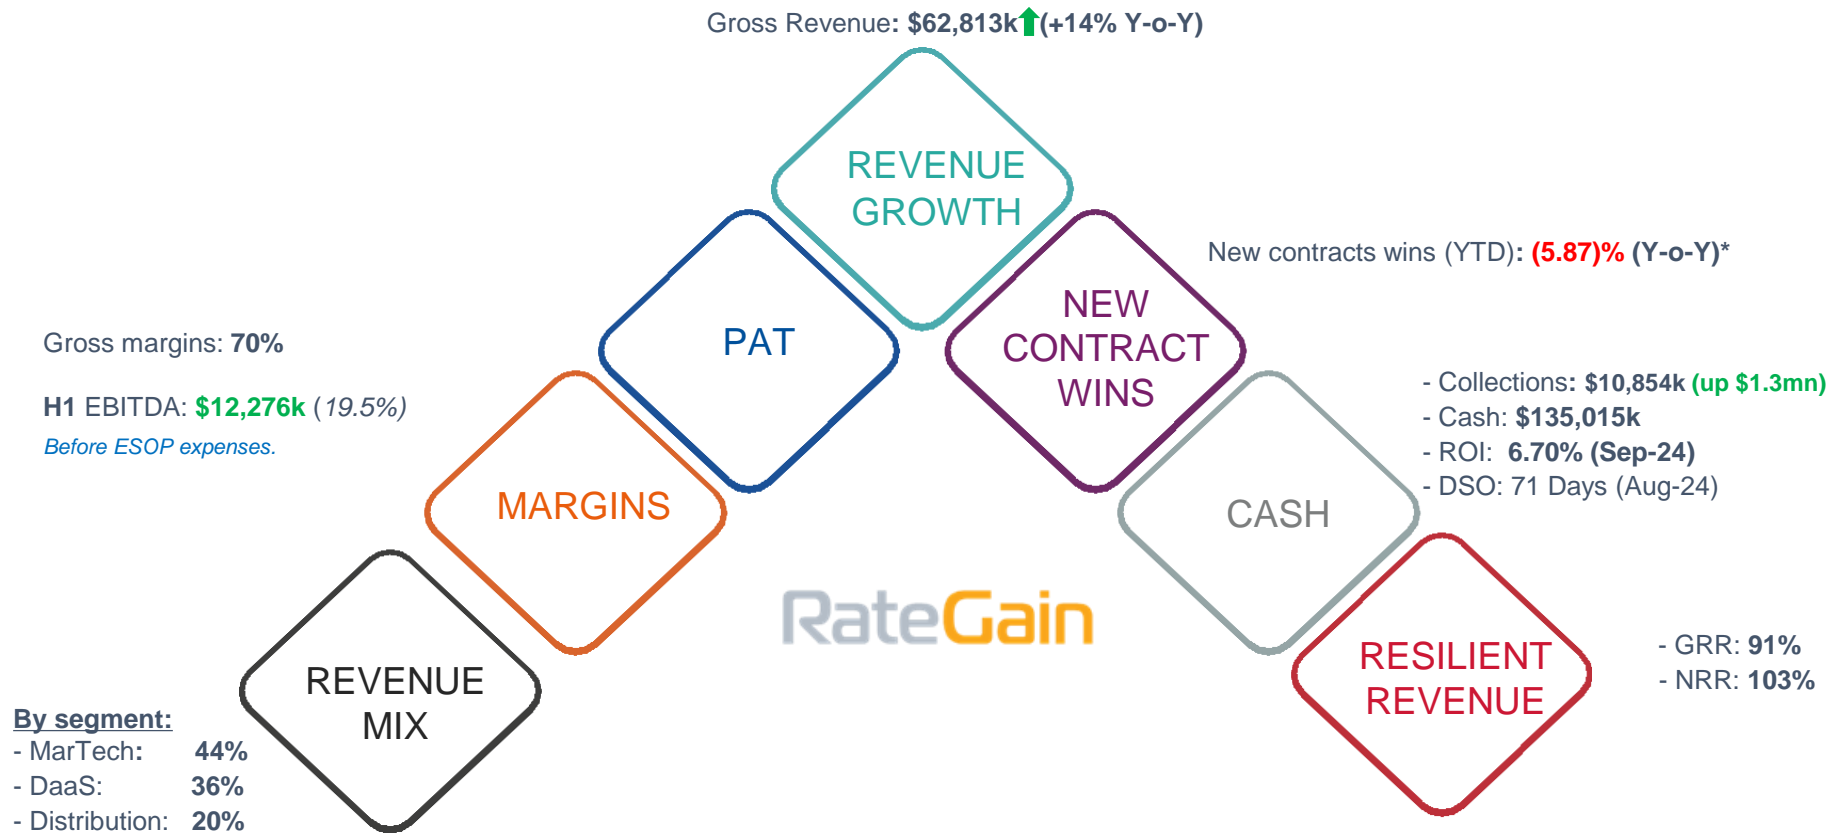 Gross Revenue: $62,813k (+14% Y-o-Y)
REVENUE
GROWTH
New contracts wins (YTD): (5.87)% (Y-o-Y)*
PAT
NEW
CONTRACT
WINS
Gross margins: 70%
H1 EBITDA: $12,276k (19.5%)
Before ESOP expenses.
- Collections: $10,854k (up $1.3mn)
- Cash: $135,015k
- ROI: 6.70% (Sep-24)
- DSO: 71 Days (Aug-24)
MARGINS
CASH
RateGain
REVENUE
MIX
RESILIENT
REVENUE
- GRR: 91%
- NRR: 103%
By segment:
- MarTech: 44%
- DaaS: 36%
- Distribution: 20%